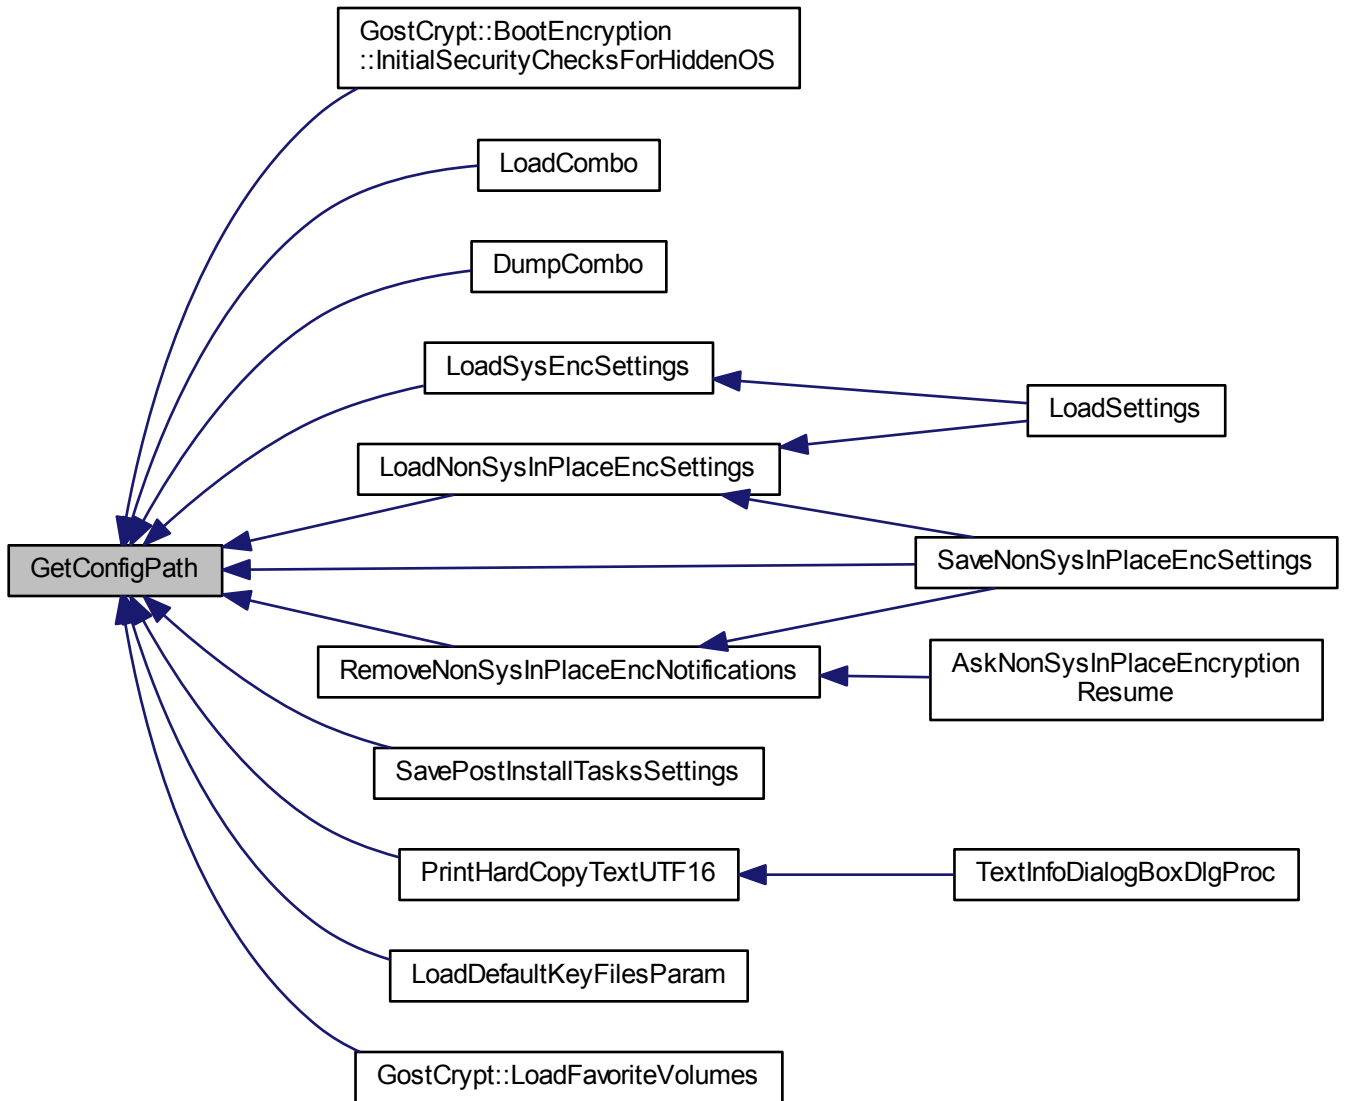 GostCrypt::BootEncryption
::InitialSecurityChecksForHiddenOS
LoadCombo
DumpCombo
LoadSysEncSettings
LoadSettings
LoadNonSysInPlaceEncSettings
GetConfigPath
SaveNonSysInPlaceEncSettings
RemoveNonSysInPlaceEncNotifications
AskNonSysInPlaceEncryption
Resume
SavePostInstallTasksSettings
PrintHardCopyTextUTF16
TextInfoDialogBoxDlgProc
LoadDefaultKeyFilesParam
GostCrypt::LoadFavoriteVolumes